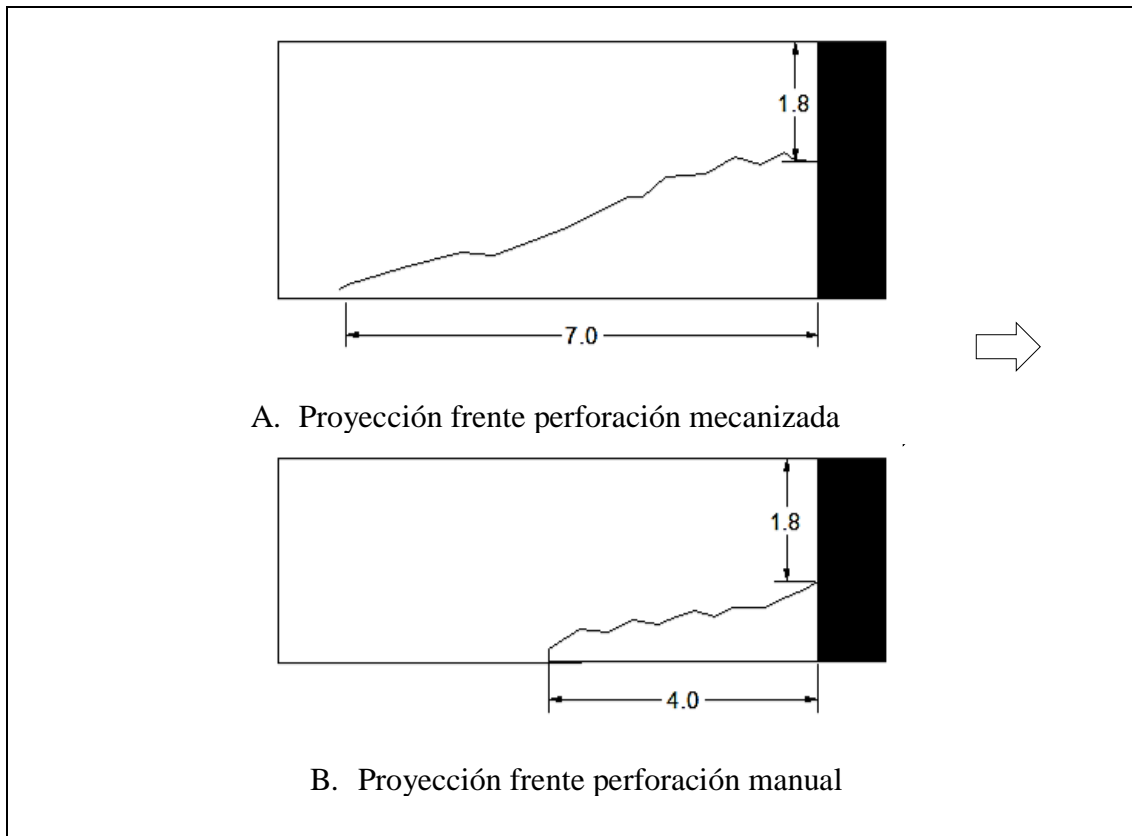 1.8
7.0
A. Proyección frente perforación mecanizada
1.8
4.0
B. Proyección frente perforación manual